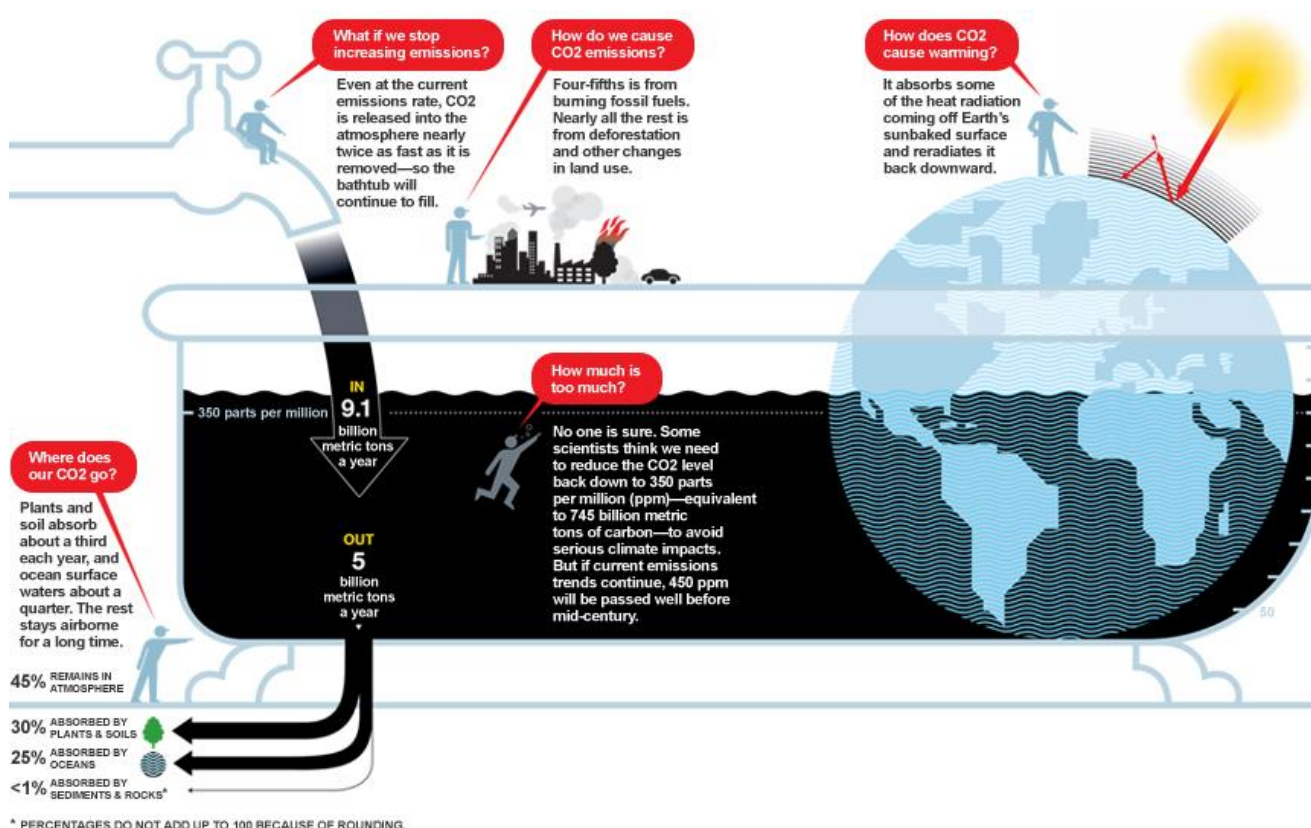 What if we stop
increasing emissions?
Even at the current
emissions rate, CO2
is released into the
atmosphere nearly
twice as fast as it is
removed—so the
bathtub will
continue to fill.
How do we cause
CO2 emissions?
Four-fifths is from
burning fossil fuels.
Nearly all the rest is
from deforestation
and other changes
in land use.
How does CO2
cause warming?
It absorbs some
of the heat radiation
coming off Earth's
sunbaked surface
and reradiates it
back downward.
350 parts per million
IN
9.1
billion
metric tons
a year
OUT
5
billion
metric tons
a year
How much is
too much?
No one is sure. Some
scientists think we need
to reduce the CO2 level
back down to 350 parts
per million (ppm)—equivalent
to 745 billion metric
tons of carbon—to avoid
serious climate impacts.
But if current emissions
trends continue, 450 ppm
will be passed well before
mid-century.
50
Where does
our CO2 go?
Plants and
soil absorb
about a third
each year, and
ocean surface
waters about a
quarter. The rest
stays airborne
for a long time.
45% REMAINS IN
ATMOSPHERE
30% ABSORBED BY
PLANTS & SOILS
25% ABSORBED BY
OCEANS
<1% ABSORBED BY
SEDIMENTS & ROCKS*
* PERCENTAGES DO NOT ADD UP TO 100 BECAUSE OF ROUNDING.